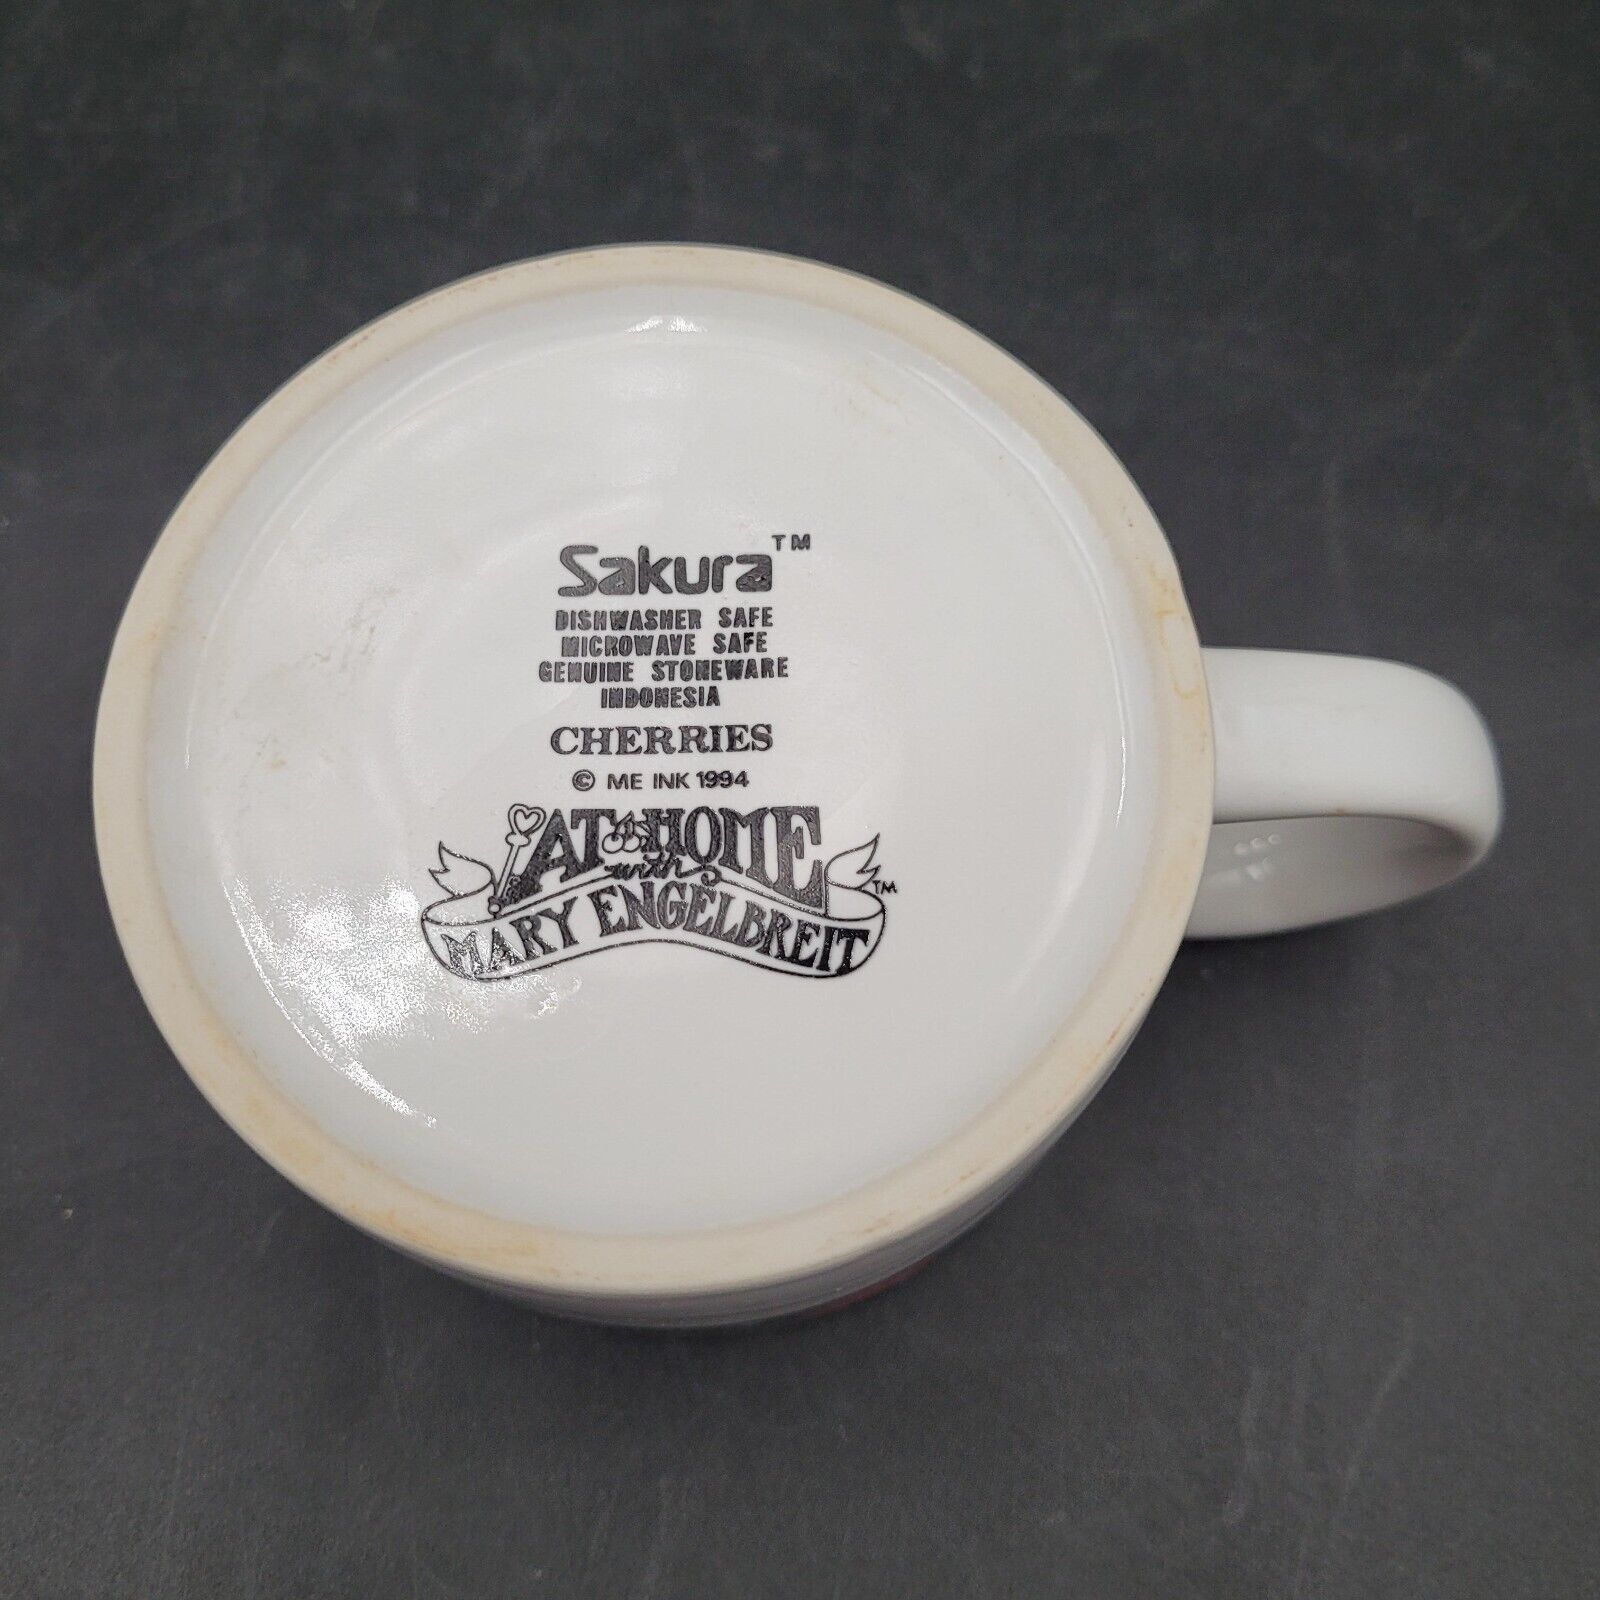 Sakura™
DISHWASHER SAFE
MICROWAVE SAFE
GENUINE STONEWARE
INDONESIA
CHERRIES
© ME INK 1994
AT HOME
with
MARY ENGELBREIT™